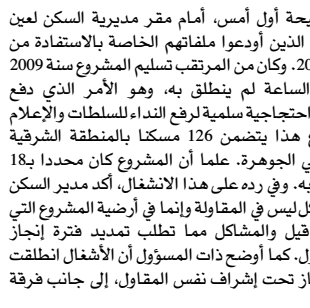 يحة أول أمس، أمام مقر مديرية السكن لعين
الذين أودعوا ملفاتهم الخاصة بالاستفادة من
20. وكان من المرتقب تسليم المشروع سنة 2009
الساعة لم ينطلق به، وهو الأمر الذي دفع
احتجاجية سلمية لرفع النداء للسلطات والإعلام
ع هذا يتضمن 126 مسكنا بالمنطقة الشرقية
ي الجوهرة. علما أن المشروع كان محددا بـ18
به. وفي رده على هذا الانشغال، أكد مدير السكن
كل ليس في المقاولة وإنما في أرضية المشروع التي
قيل والمشاكل مما تطلب تمديد فترة إنجاز
ول. كما أوضح ذات المسؤول أن الأشغال انطلقت
از تحت إشراف نفس المقاول، إلى جانب فرقة